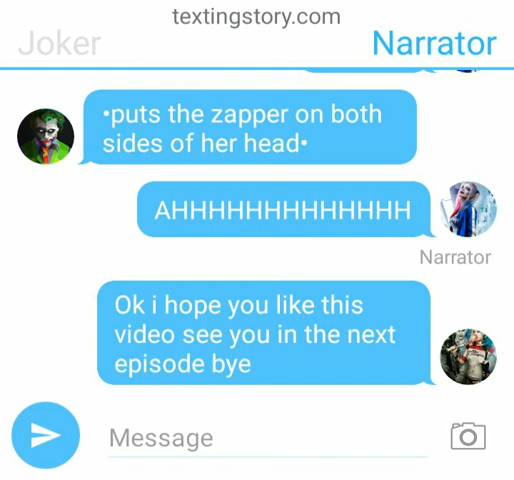 textingstory.com
Joker
Narrator
•puts the zapper on both
sides of her head•
AHHHHHHHHHHHHH
Narrator
Ok i hope you like this
video see you in the next
episode bye
Message